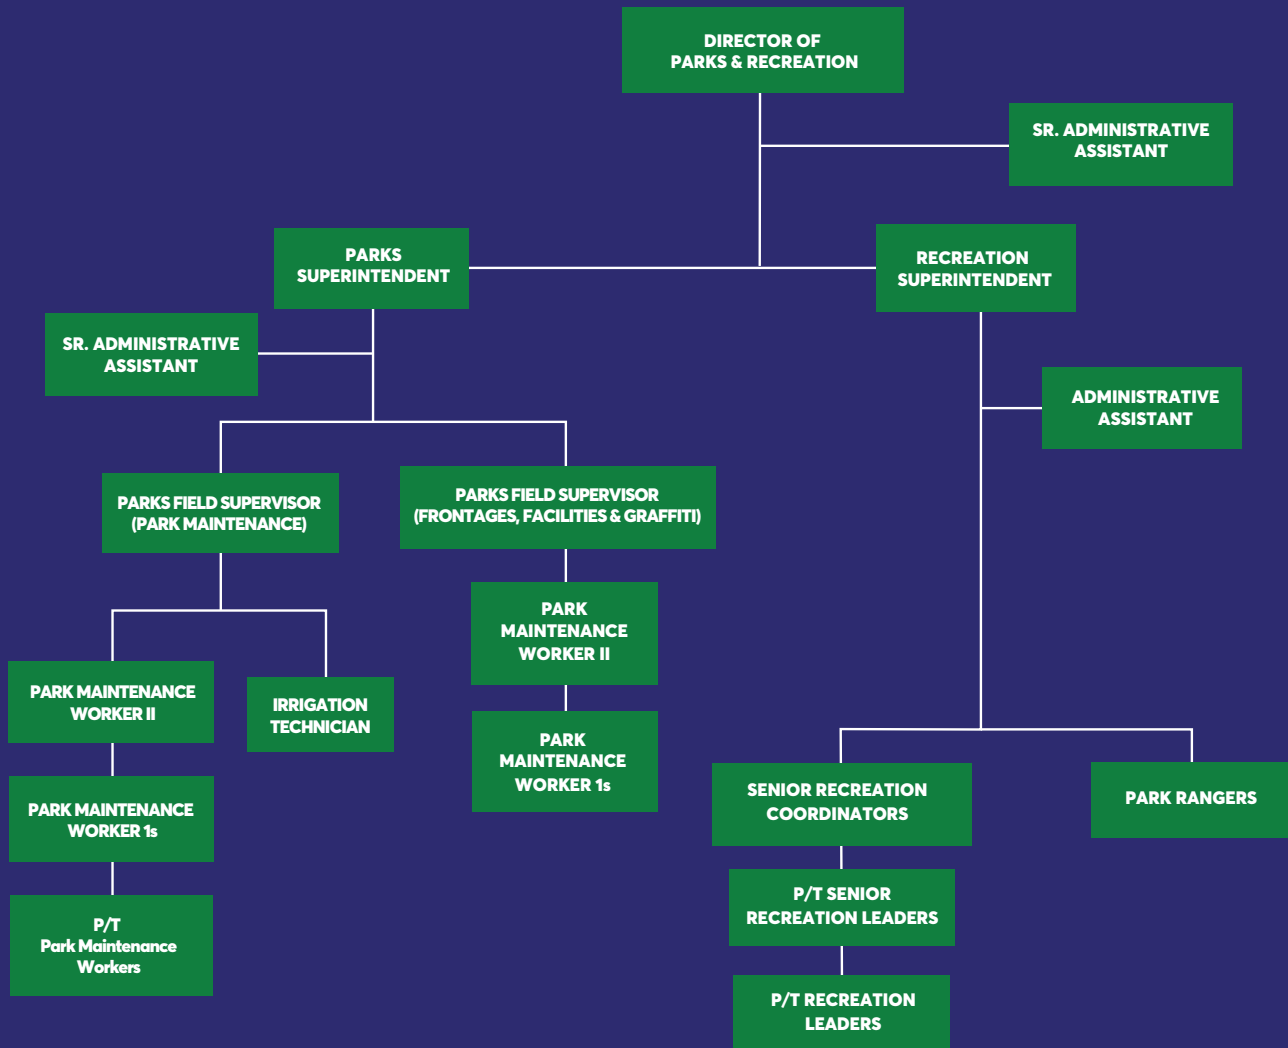 DIRECTOR OF
PARKS & RECREATION
SR. ADMINISTRATIVE
ASSISTANT
PARKS
SUPERINTENDENT
RECREATION
SUPERINTENDENT
SR. ADMINISTRATIVE
ASSISTANT
ADMINISTRATIVE
ASSISTANT
PARKS FIELD SUPERVISOR
(PARK MAINTENANCE)
PARKS FIELD SUPERVISOR
(FRONTAGES, FACILITIES & GRAFFITI)
PARK
MAINTENANCE
WORKER II
PARK MAINTENANCE
WORKER II
IRRIGATION
TECHNICIAN
PARK
MAINTENANCE
WORKER 1s
SENIOR RECREATION
COORDINATORS
PARK RANGERS
PARK MAINTENANCE
WORKER 1s
P/T SENIOR
RECREATION LEADERS
P/T
Park Maintenance
Workers
P/T RECREATION
LEADERS